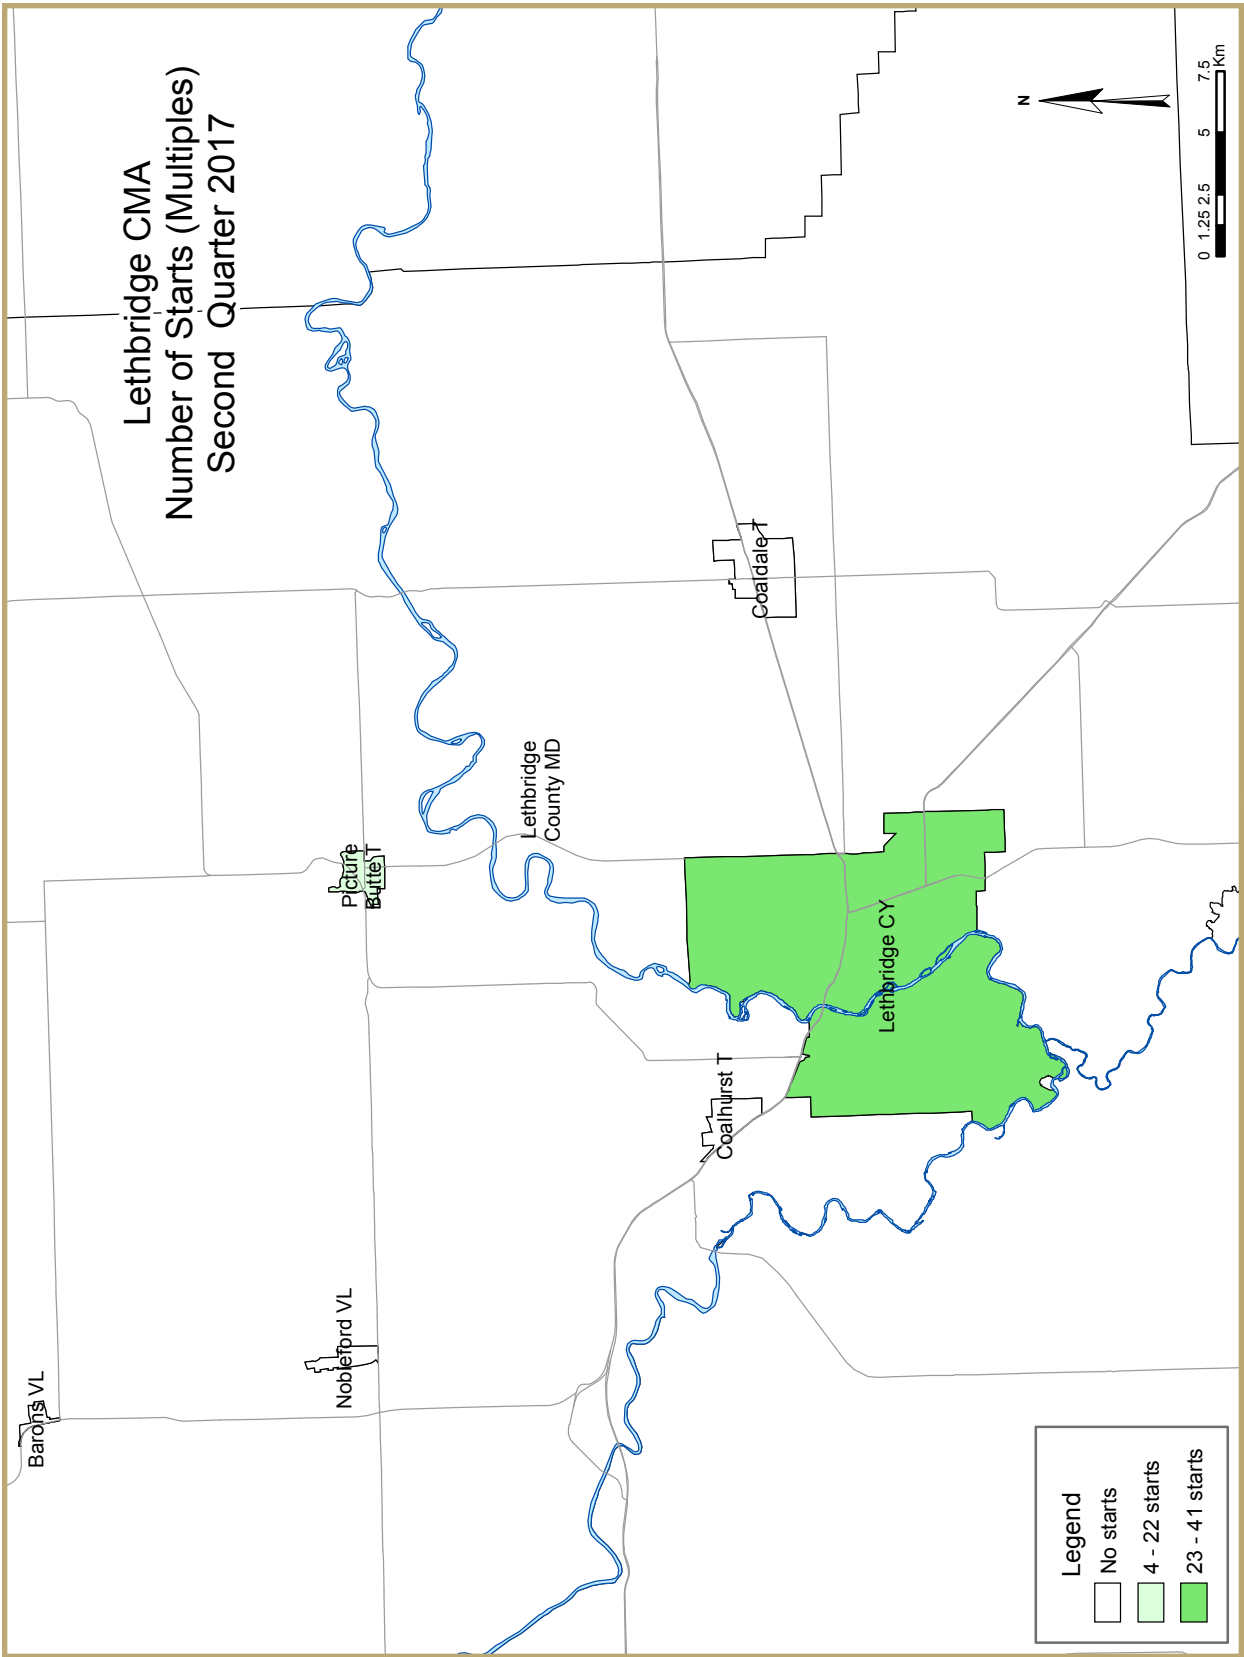 Lethbridge CMA
Number of Starts (Multiples)
Second Quarter 2017
Barons VL
Nobleford VL
Picture
Butte T
Lethbridge
County MD
Coalhurst T
Coaldale T
Lethbridge CY
Legend
No starts
4 - 22 starts
23 - 41 starts
N
0 1.25 2.5 5 7.5
Km